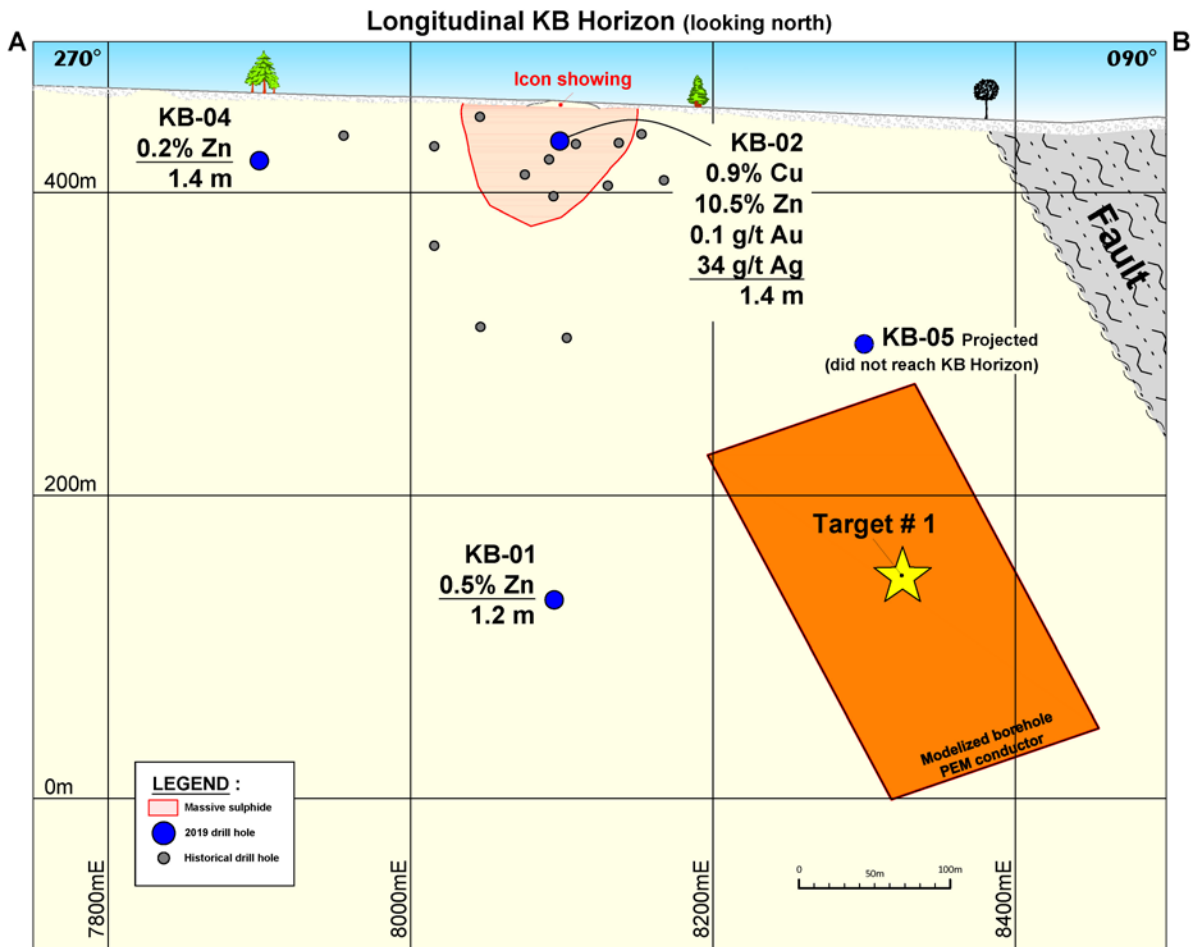 Longitudinal KB Horizon (looking north)
A
B
270°
090°
Icon showing
KB-04
0.2% Zn
1.4 m
KB-02
0.9% Cu
10.5% Zn
0.1 g/t Au
34 g/t Ag
1.4 m
400m
Fault
KB-05 Projected
(did not reach KB Horizon)
200m
Target # 1
KB-01
0.5% Zn
1.2 m
Modelized borehole
PEM conductor
0m
LEGEND :
Massive sulphide
2019 drill hole
Historical drill hole
0 50m 100m
7800mE
8000mE
8200mE
8400mE